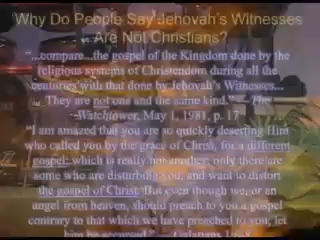 Why Do People Say Jehovah's Witnesses
Are Not Christians?
"...compare...the gospel of the Kingdom done by the
religious systems of Christendom during all the
centuries with that done by Jehovah's Witnesses...
They are not one and the same kind." – The
Watchtower, May 1, 1981, p. 17
"I am amazed that you are so quickly deserting Him
who called you by the grace of Christ, for a different
gospel; which is really not another; only there are
some who are disturbing you, and want to distort
the gospel of Christ. But even though we, or an
angel from heaven, should preach to you a gospel
contrary to that which we have preached to you, let
him be accursed."